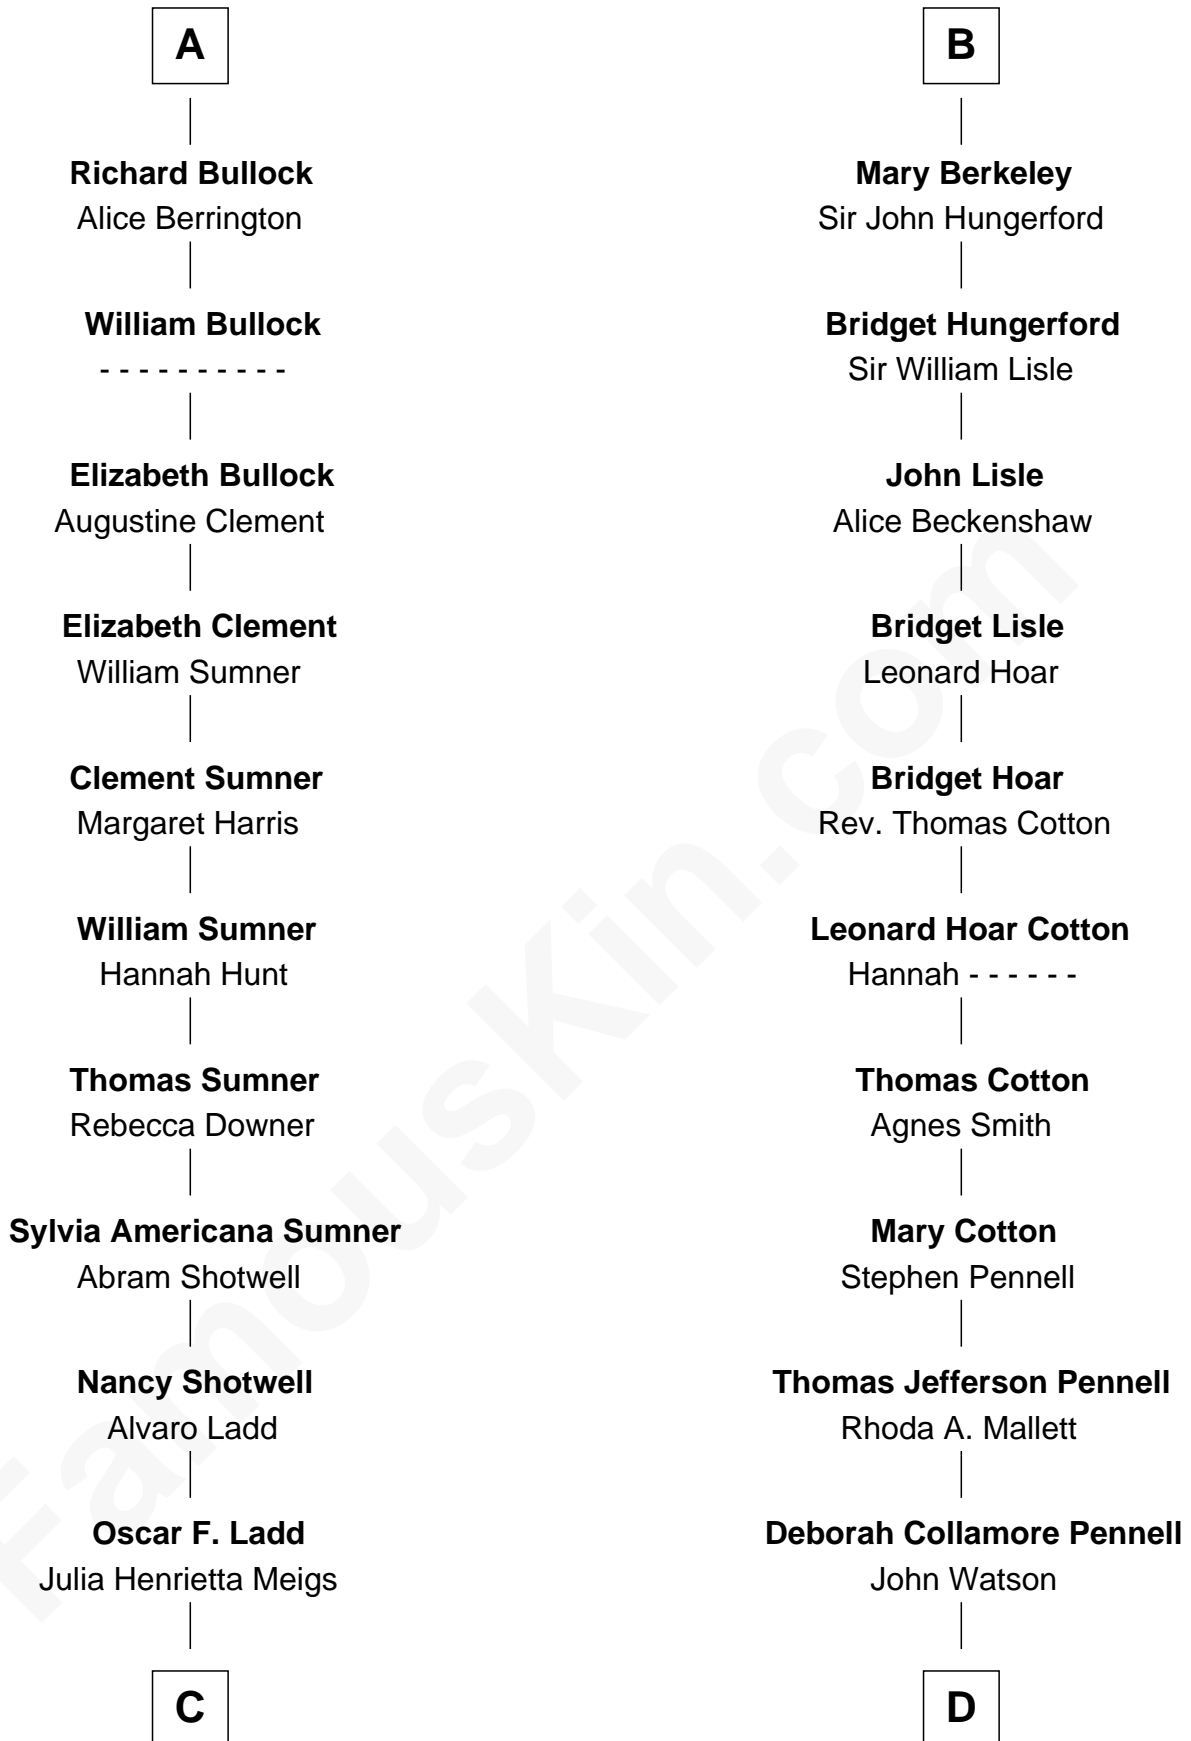 A
Richard Bullock
Alice Berrington
William Bullock
- - - - - - - - - -
Elizabeth Bullock
Augustine Clement
Elizabeth Clement
William Sumner
Clement Sumner
Margaret Harris
William Sumner
Hannah Hunt
Thomas Sumner
Rebecca Downer
Sylvia Americana Sumner
Abram Shotwell
Nancy Shotwell
Alvaro Ladd
Oscar F. Ladd
Julia Henrietta Meigs
C
B
Mary Berkeley
Sir John Hungerford
Bridget Hungerford
Sir William Lisle
John Lisle
Alice Beckenshaw
Bridget Lisle
Leonard Hoar
Bridget Hoar
Rev. Thomas Cotton
Leonard Hoar Cotton
Hannah - - - - - -
Thomas Cotton
Agnes Smith
Mary Cotton
Stephen Pennell
Thomas Jefferson Pennell
Rhoda A. Mallett
Deborah Collamore Pennell
John Watson
D
FamousKin.com